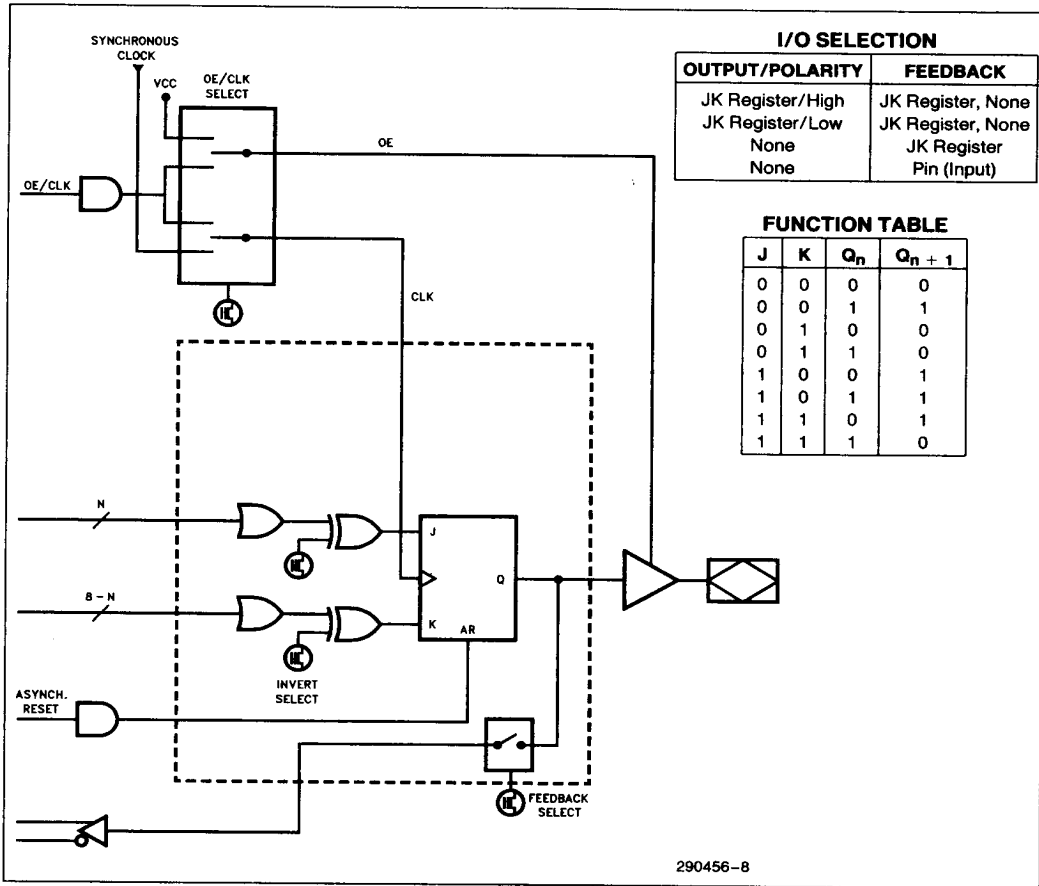 SYNCHRONOUS
CLOCK
VCC
OE/CLK
SELECT
OE
OE/CLK
CLK
I/O SELECTION
OUTPUT/POLARITY FEEDBACK
JK Register/High JK Register, None
JK Register/Low JK Register, None
None JK Register
None Pin (Input)
FUNCTION TABLE
J K Qn Qn + 1
0 0 0 0
0 0 1 1
0 1 0 0
0 1 1 0
1 0 0 1
1 0 1 1
1 1 0 1
1 1 1 0
N
J
Q
8 – N
K
AR
INVERT
SELECT
ASYNCH.
RESET
FEEDBACK
SELECT
290456–8